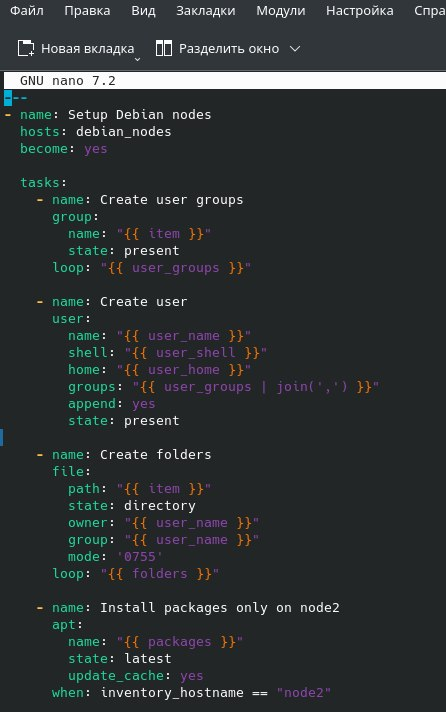 Файл Правка Вид Закладки Модули Настройка Спра
Новая вкладка Разделить окно
GNU nano 7.2
---
- name: Setup Debian nodes
  hosts: debian_nodes
  become: yes

  tasks:
    - name: Create user groups
      group:
        name: "{{ item }}"
        state: present
      loop: "{{ user_groups }}"

    - name: Create user
      user:
        name: "{{ user_name }}"
        shell: "{{ user_shell }}"
        home: "{{ user_home }}"
        groups: "{{ user_groups | join(',') }}"
        append: yes
        state: present

    - name: Create folders
      file:
        path: "{{ item }}"
        state: directory
        owner: "{{ user_name }}"
        group: "{{ user_name }}"
        mode: '0755'
      loop: "{{ folders }}"

    - name: Install packages only on node2
      apt:
        name: "{{ packages }}"
        state: latest
        update_cache: yes
      when: inventory_hostname == "node2"